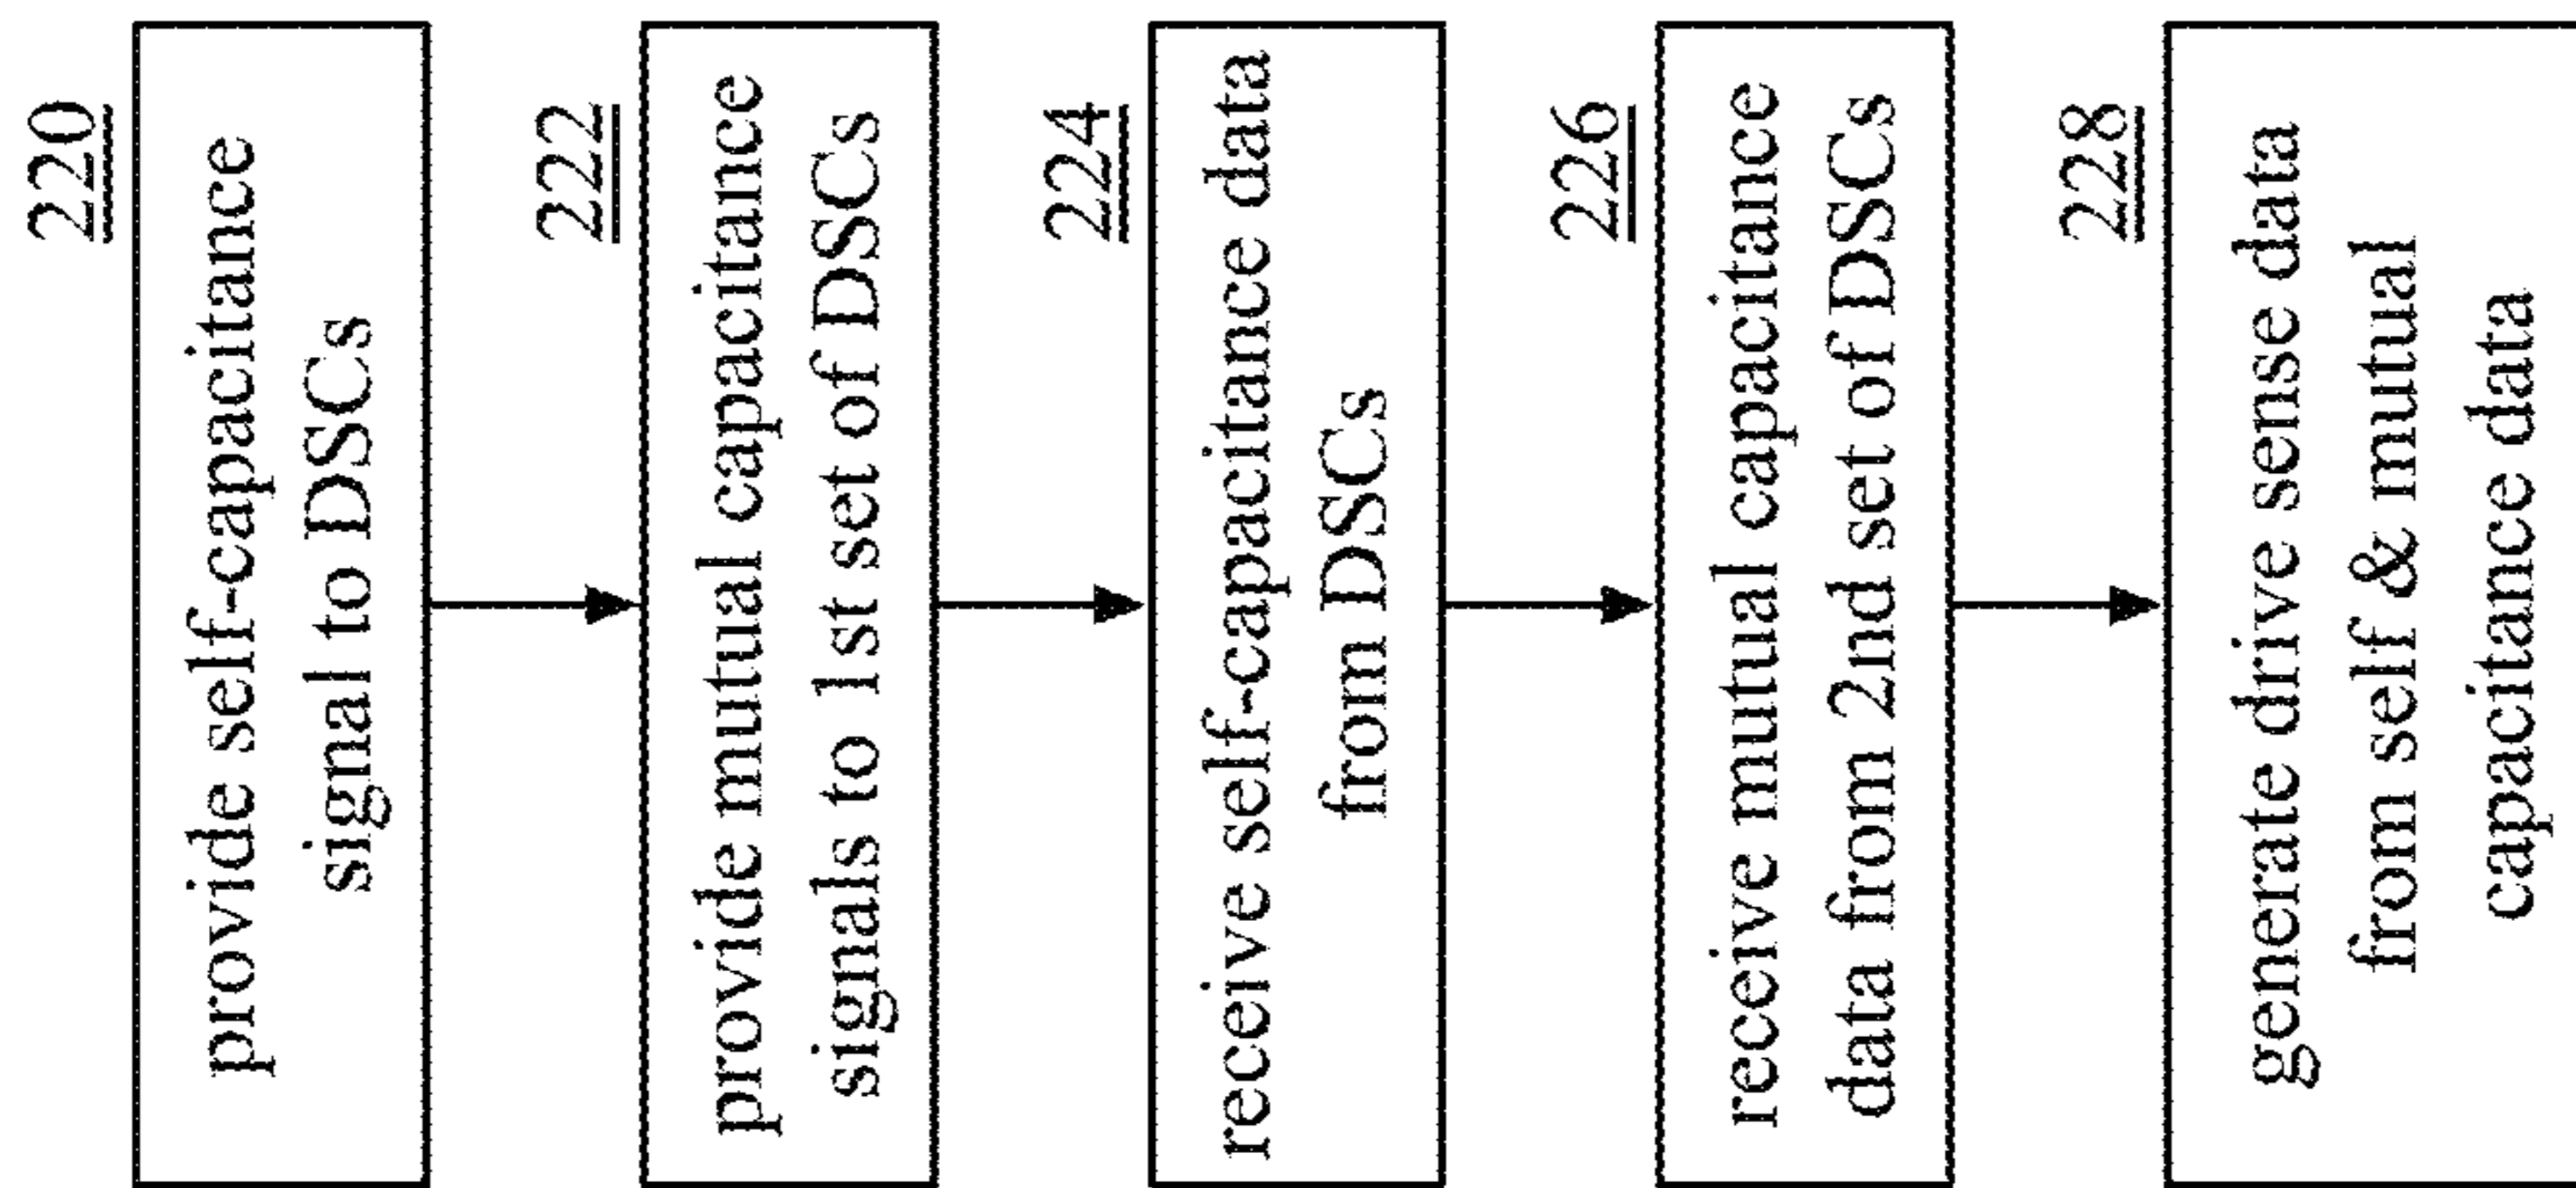 220
provide self-capacitance
signal to DSCs
222
provide mutual capacitance
signals to 1st set of DSCs
224
receive self-capacitance data
from DSCs
226
receive mutual capacitance
data from 2nd set of DSCs
228
generate drive sense data
from self & mutual
capacitance data